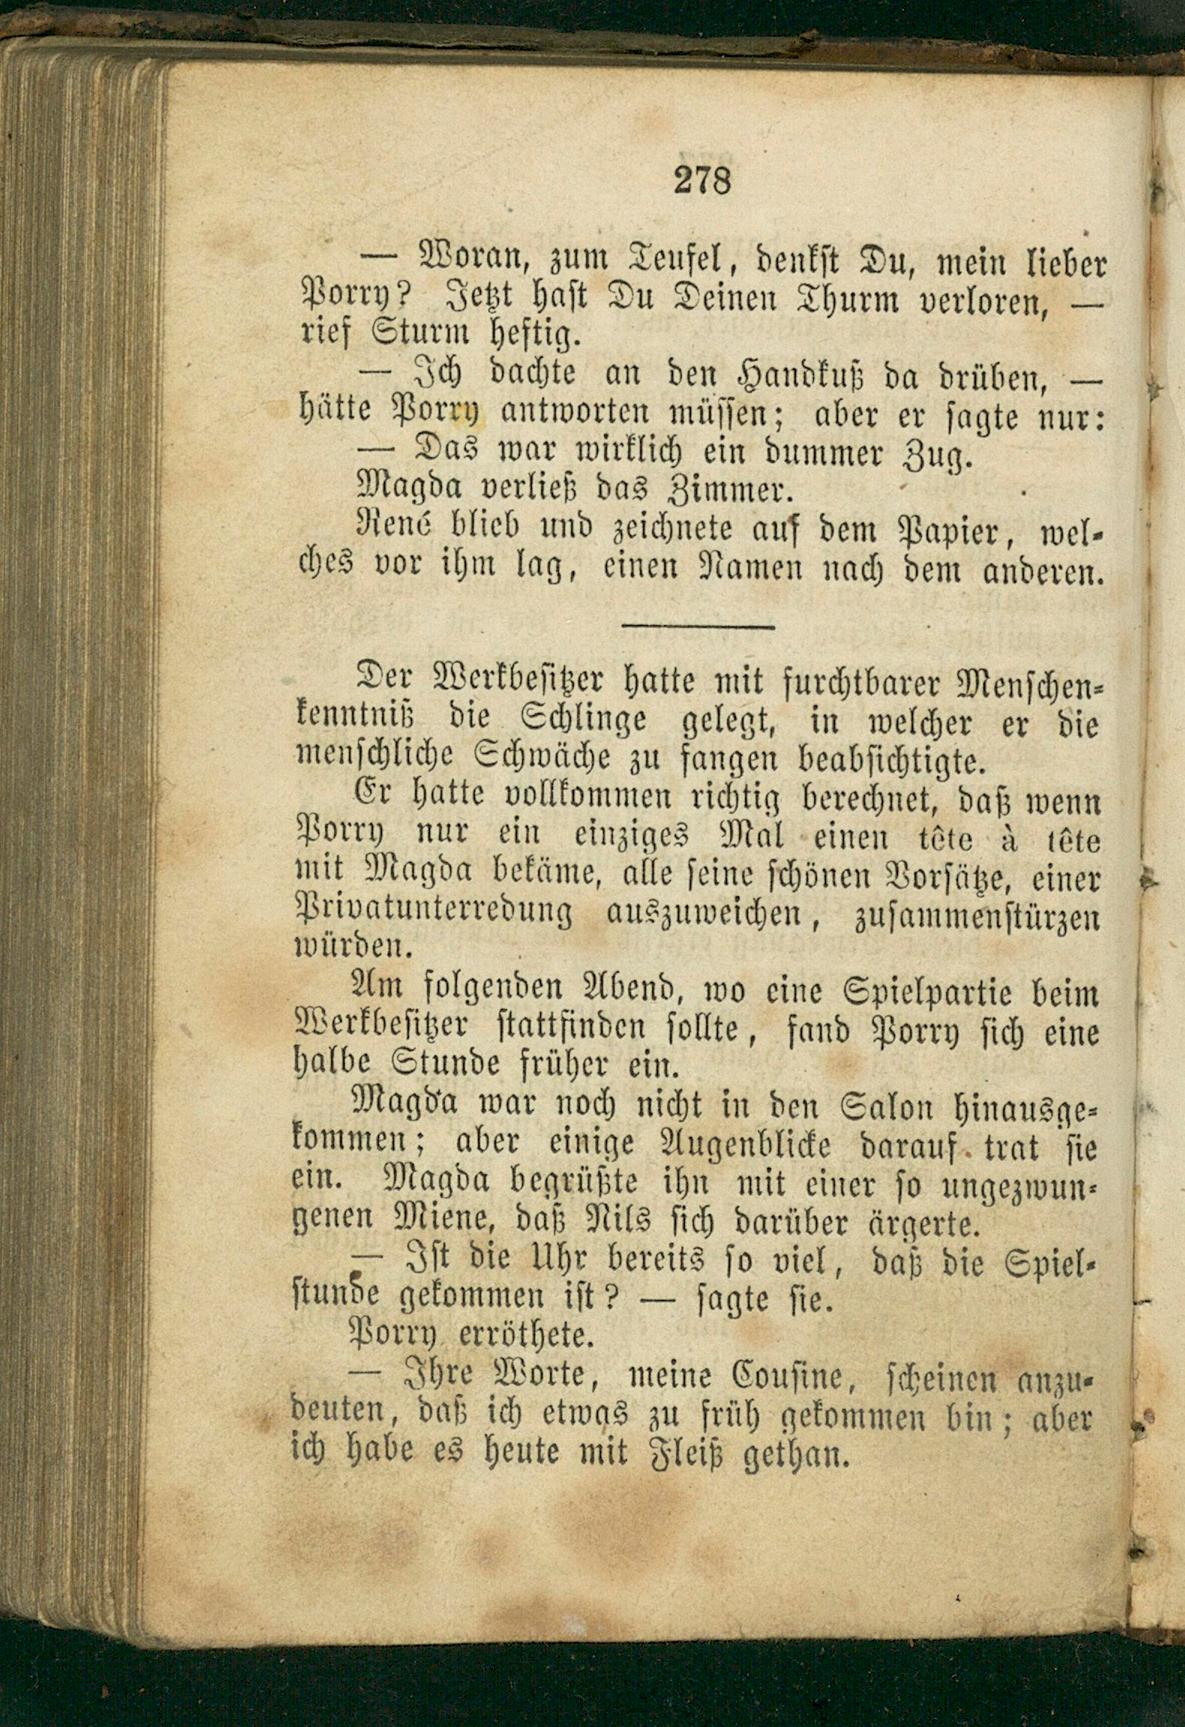 278
— Woran, zum Teufel, denkst Du, mein lieber
Porry? Jetzt hast Du Deinen Thurm verloren, —
rief Sturm heftig.
— Ich dachte an den Handkuß da drüben, —
hätte Porry antworten müssen; aber er sagte nur:
— Das war wirklich ein dummer Zug.
Magda verließ das Zimmer.
René blieb und zeichnete auf dem Papier, wel-
ches vor ihm lag, einen Namen nach dem anderen.
Der Werkbesitzer hatte mit furchtbarer Menschen-
kenntniß die Schlinge gelegt, in welcher er die
menschliche Schwäche zu fangen beabsichtigte.
Er hatte vollkommen richtig berechnet, daß wenn
Porry nur ein einziges Mal einen tête à tête
mit Magda bekäme, alle seine schönen Vorsätze, einer
Privatunterredung auszuweichen, zusammenstürzen
würden.
Am folgenden Abend, wo eine Spielpartie beim
Werkbesitzer stattfinden sollte, fand Porry sich eine
halbe Stunde früher ein.
Magda war noch nicht in den Salon hinausge-
kommen; aber einige Augenblicke darauf trat sie
ein. Magda begrüßte ihn mit einer so ungezwun-
genen Miene, daß Nils sich darüber ärgerte.
— Ist die Uhr bereits so viel, daß die Spiel-
stunde gekommen ist? — sagte sie.
Porry erröthete.
— Ihre Worte, meine Cousine, scheinen anzu-
deuten, daß ich etwas zu früh gekommen bin; aber
ich habe es heute mit Fleiß gethan.